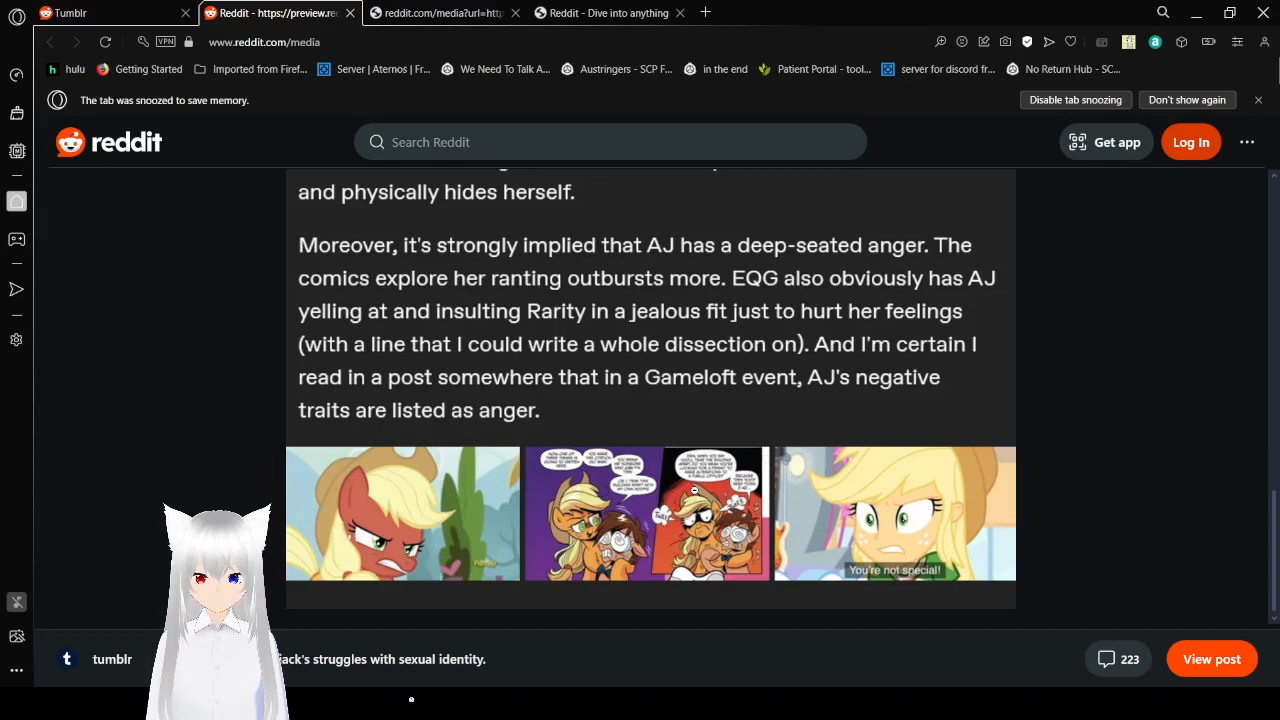 Tumblr
Reddit - https://preview.re
reddit.com/media?url=http
Reddit - Dive into anything
VPN
www.reddit.com/media
hulu
Getting Started
Imported from Firef...
Server | Aternos | Fr...
We Need To Talk A...
Austringers - SCP F...
in the end
Patient Portal - tool...
server for discord fr...
No Return Hub - SC...
The tab was snoozed to save memory.
Disable tab snoozing
Don't show again
reddit
Search Reddit
Get app
Log In
and physically hides herself.
Moreover, it's strongly implied that AJ has a deep-seated anger. The
comics explore her ranting outbursts more. EQG also obviously has AJ
yelling at and insulting Rarity in a jealous fit just to hurt her feelings
(with a line that I could write a whole dissection on). And I'm certain I
read in a post somewhere that in a Gameloft event, AJ's negative
traits are listed as anger.
You're not special!
tumblr
jack's struggles with sexual identity.
223
View post